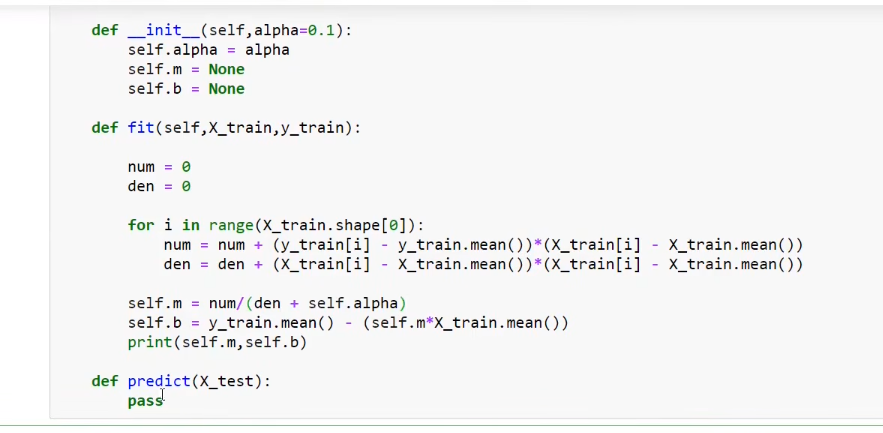 def __init__(self,alpha=0.1):
self.alpha = alpha
self.m = None
self.b = None
def fit(self,X_train,y_train):
num = 0
den = 0
for i in range(X_train.shape[0]):
num = num + (y_train[i] - y_train.mean())*(X_train[i] - X_train.mean())
den = den + (X_train[i] - X_train.mean())*(X_train[i] - X_train.mean())
self.m = num/(den + self.alpha)
self.b = y_train.mean() - (self.m*X_train.mean())
print(self.m,self.b)
def predict(X_test):
pass